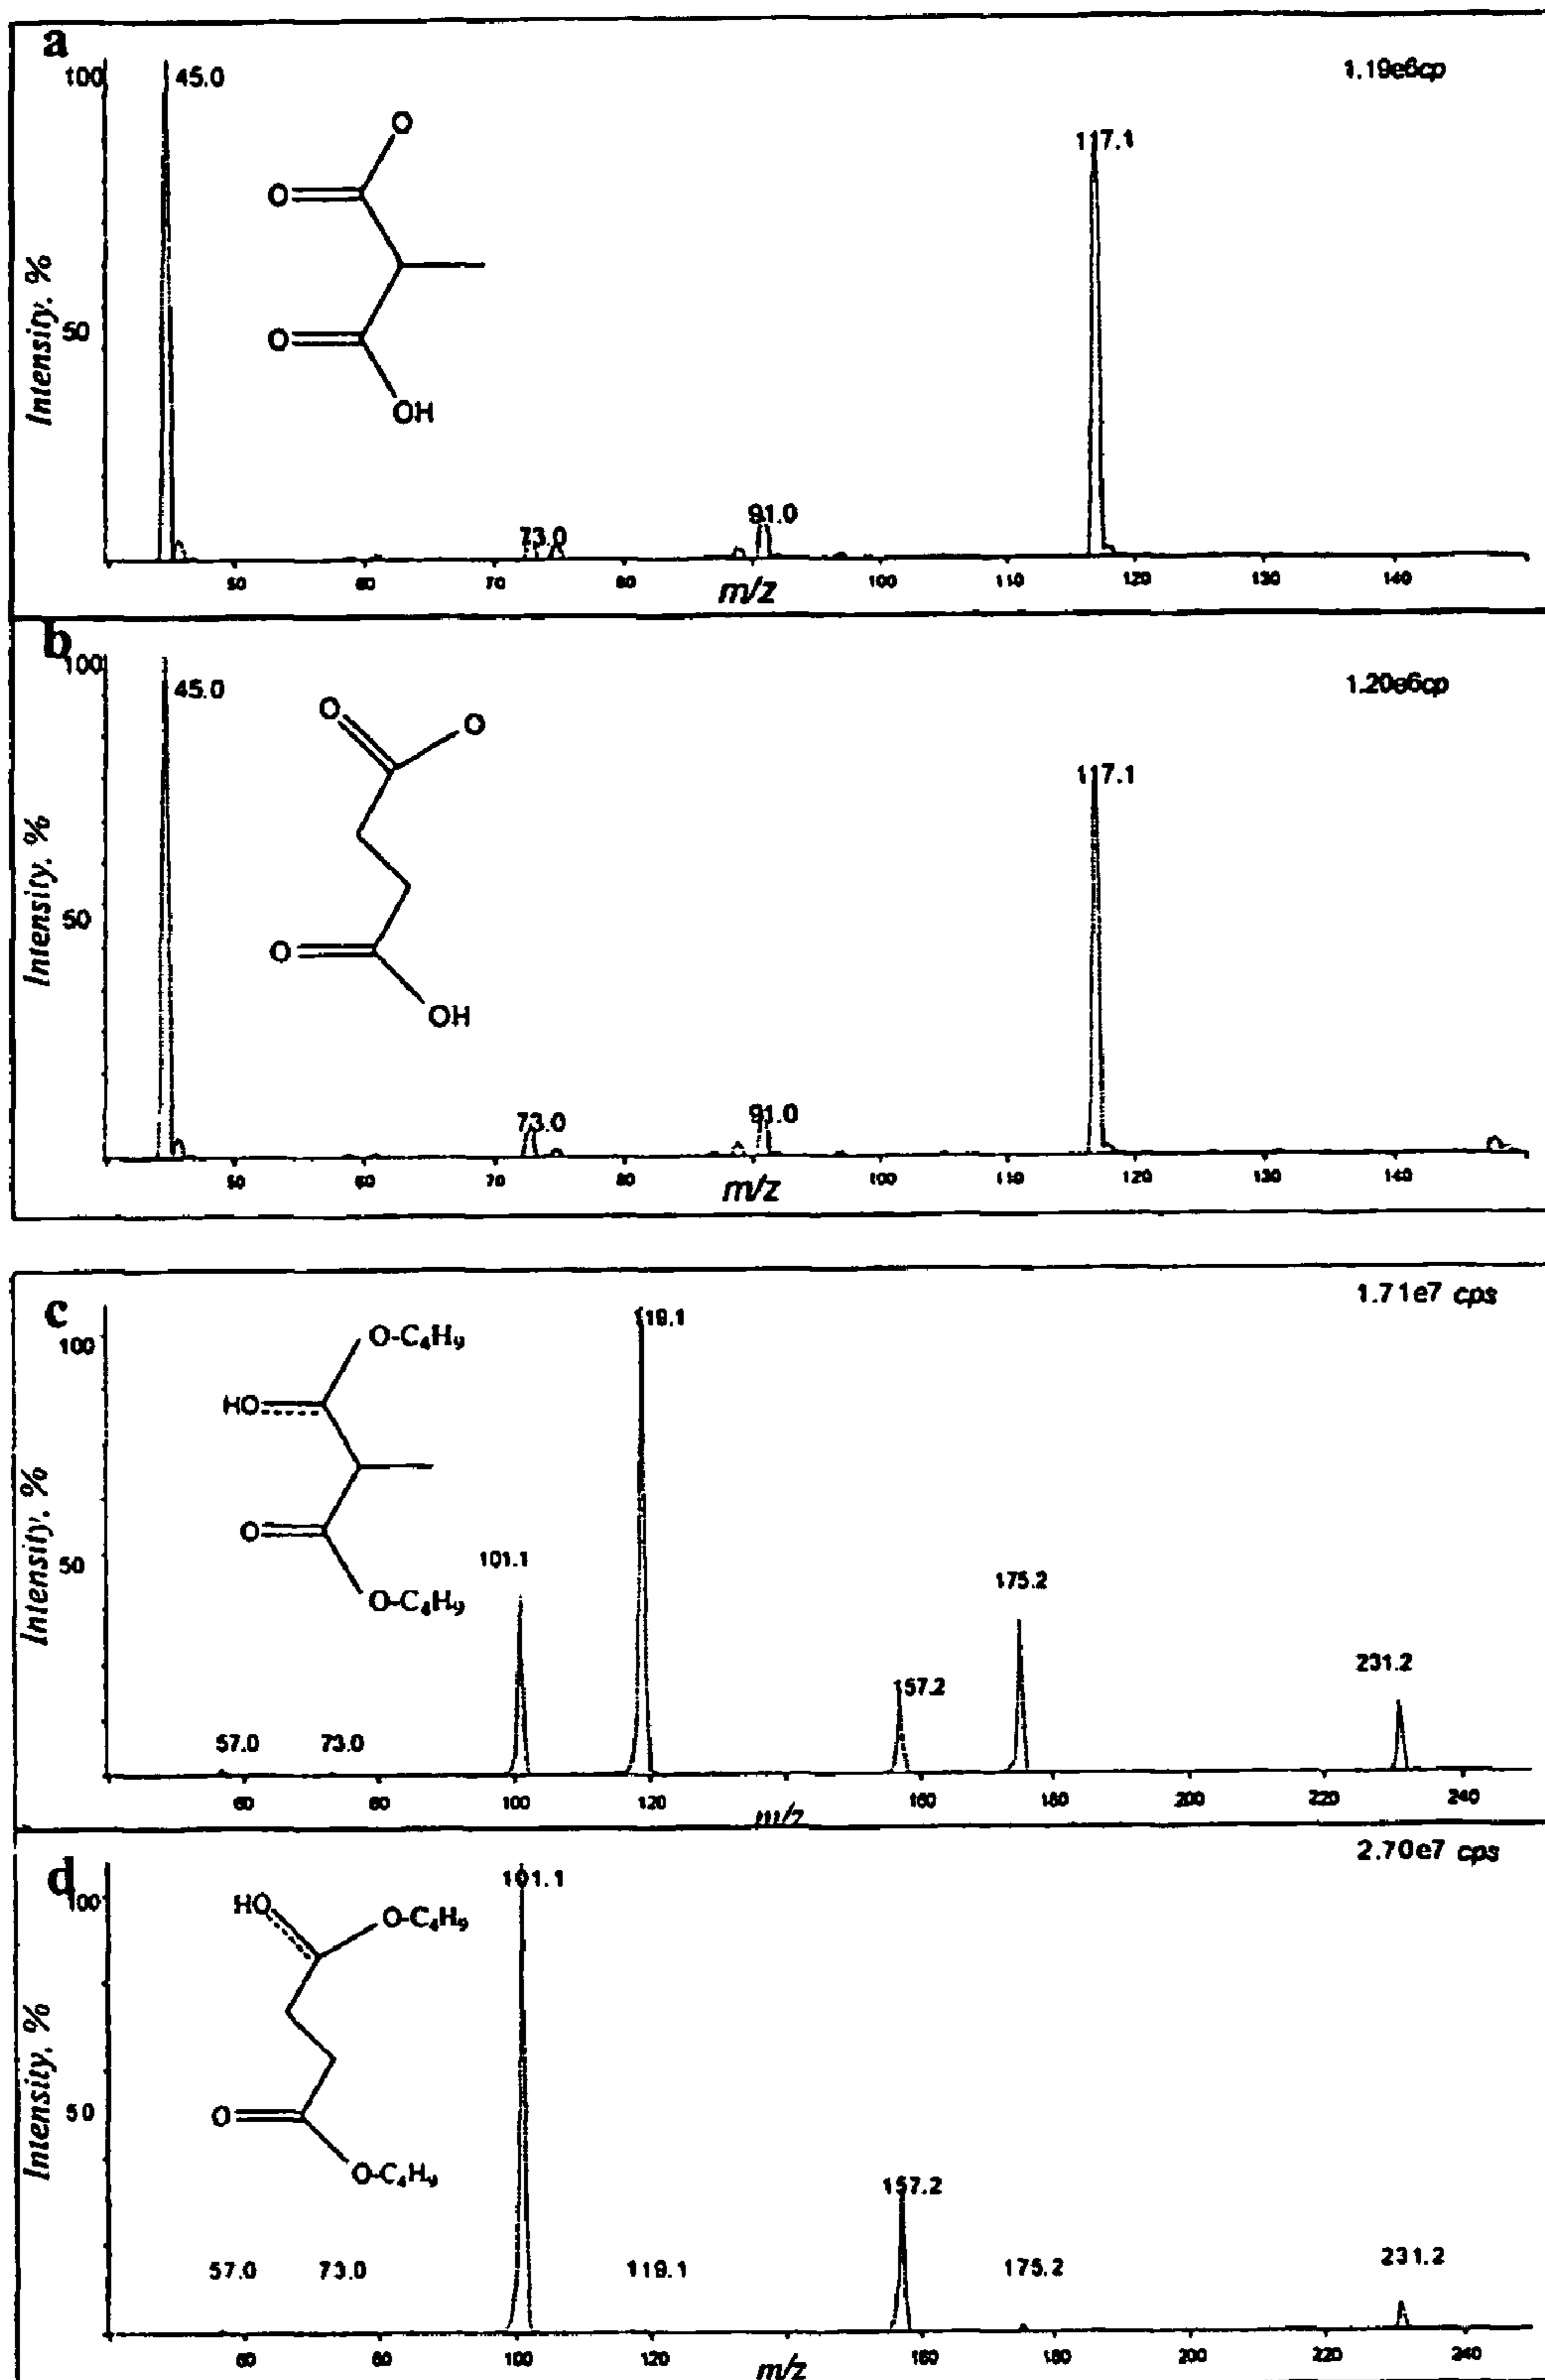 a
100
45.0
1.19e6cp
O
O
117.1
Intensity, %
50
O
OH
73.0
91.0
50 60 70 80 100 110 120 130 140
m/z
b
100
45.0
1.20e6cp
O
O
117.1
Intensity, %
50
O
OH
73.0
91.0
50 60 70 80 100 110 120 130 140
m/z
c
1.71e7 cps
100
O-C₄H₉
119.1
HO
Intensity, %
O
50
101.1
175.2
O-C₄H₉
157.2
231.2
57.0 73.0
60 80 100 120 160 180 200 220 240
m/z
d
2.70e7 cps
100
HO
O-C₄H₉
101.1
Intensity, %
50
O
O-C₄H₉
157.2
57.0 73.0 119.1 175.2 231.2
60 80 100 120 160 180 200 220 240
m/z